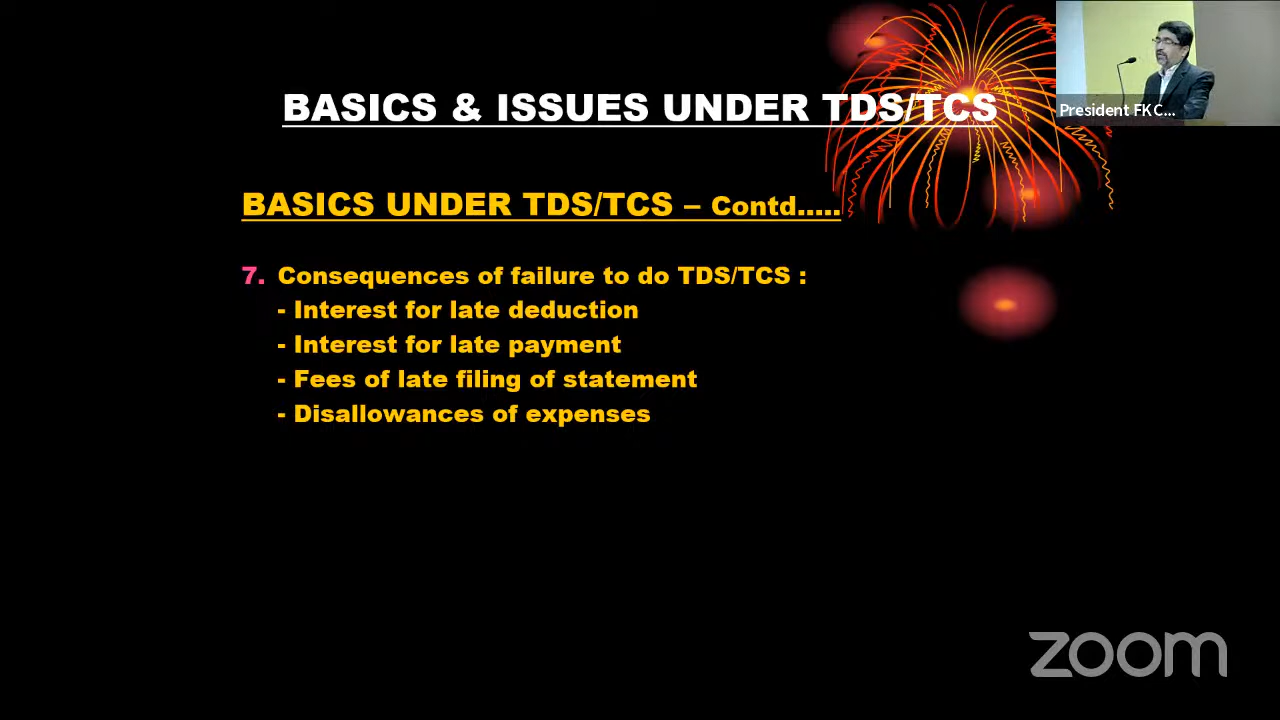 BASICS & ISSUES UNDER TDS/TCS
President FKC...
BASICS UNDER TDS/TCS – Contd.....
7. Consequences of failure to do TDS/TCS :
- Interest for late deduction
- Interest for late payment
- Fees of late filing of statement
- Disallowances of expenses
zoom